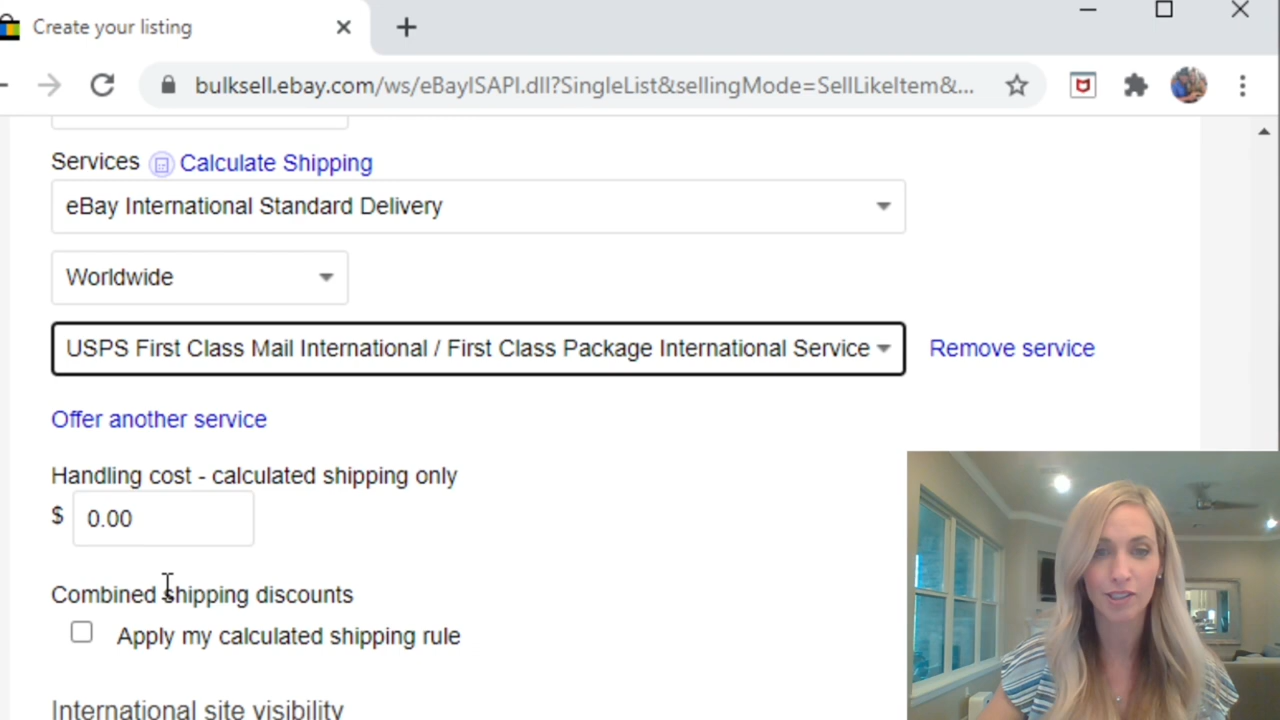 Create your listing
bulksell.ebay.com/ws/eBayISAPI.dll?SingleList&sellingMode=SellLikeItem&...
Services Calculate Shipping
eBay International Standard Delivery
Worldwide
USPS First Class Mail International / First Class Package International Service
Remove service
Offer another service
Handling cost - calculated shipping only
$ 0.00
Combined shipping discounts
Apply my calculated shipping rule
International site visibility